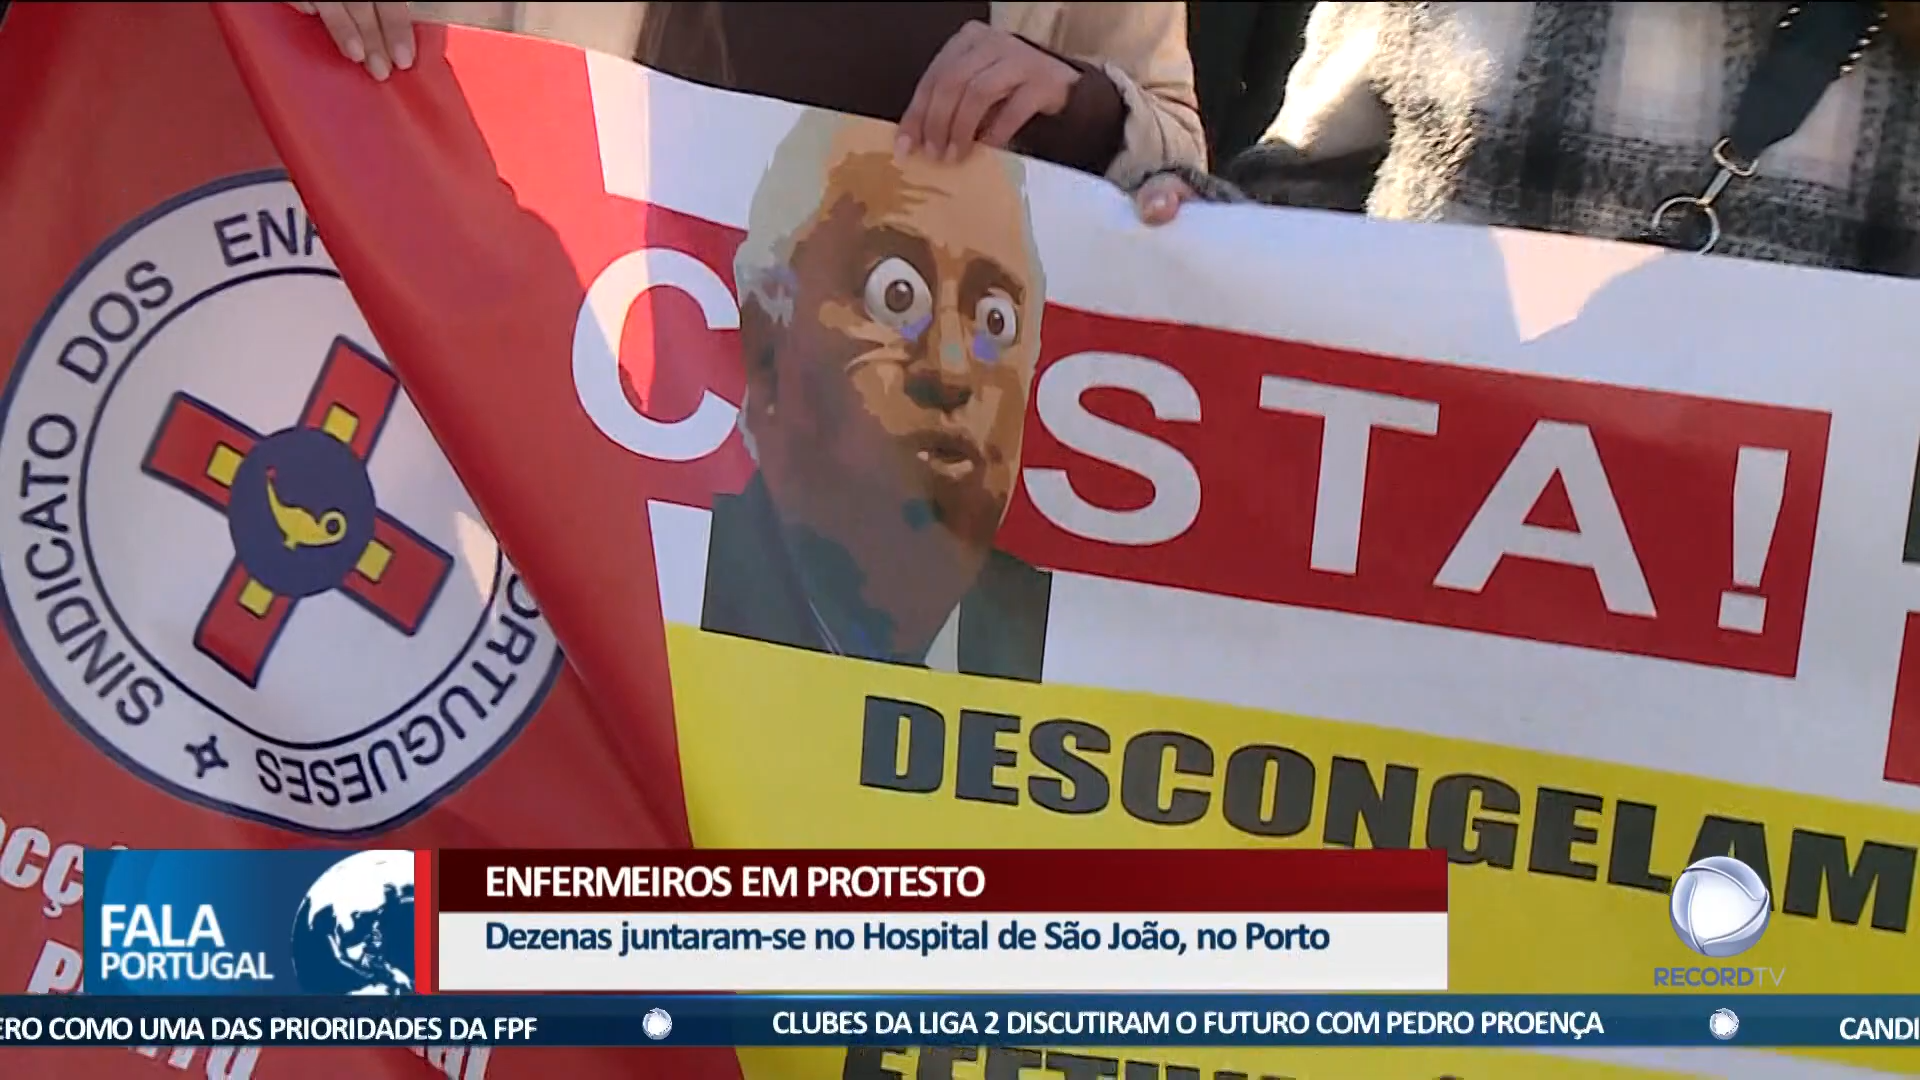 SINDICATO DOS ENF
PORTUGUESES
C STA!
DESCONGELAM
ENFERMEIROS EM PROTESTO
Dezenas juntaram-se no Hospital de São João, no Porto
FALA
PORTUGAL
RECORDTV
ERO COMO UMA DAS PRIORIDADES DA FPF
CLUBES DA LIGA 2 DISCUTIRAM O FUTURO COM PEDRO PROENÇA
CANDI